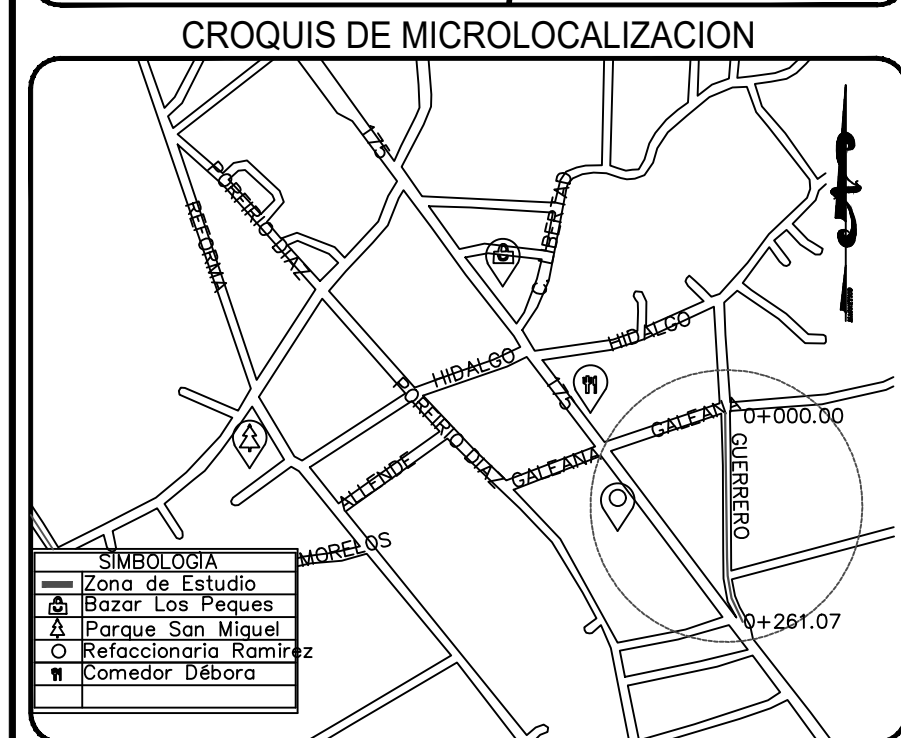 CROQUIS DE MICROLOCALIZACION
175
PORFIRIO DIAZ
REFORMA
C. LIBERTAD
HIDALGO
HIDALGO
175
PORFIRIO DIAZ
GALEANA
0+000.00
GUERRERO
GALEANA
ALLENDE
MORELOS
SIMBOLOGÌA
Zona de Estudio
Bazar Los Peques
Parque San Miguel
Refaccionaria Ramirez
Comedor Débora
0+261.07